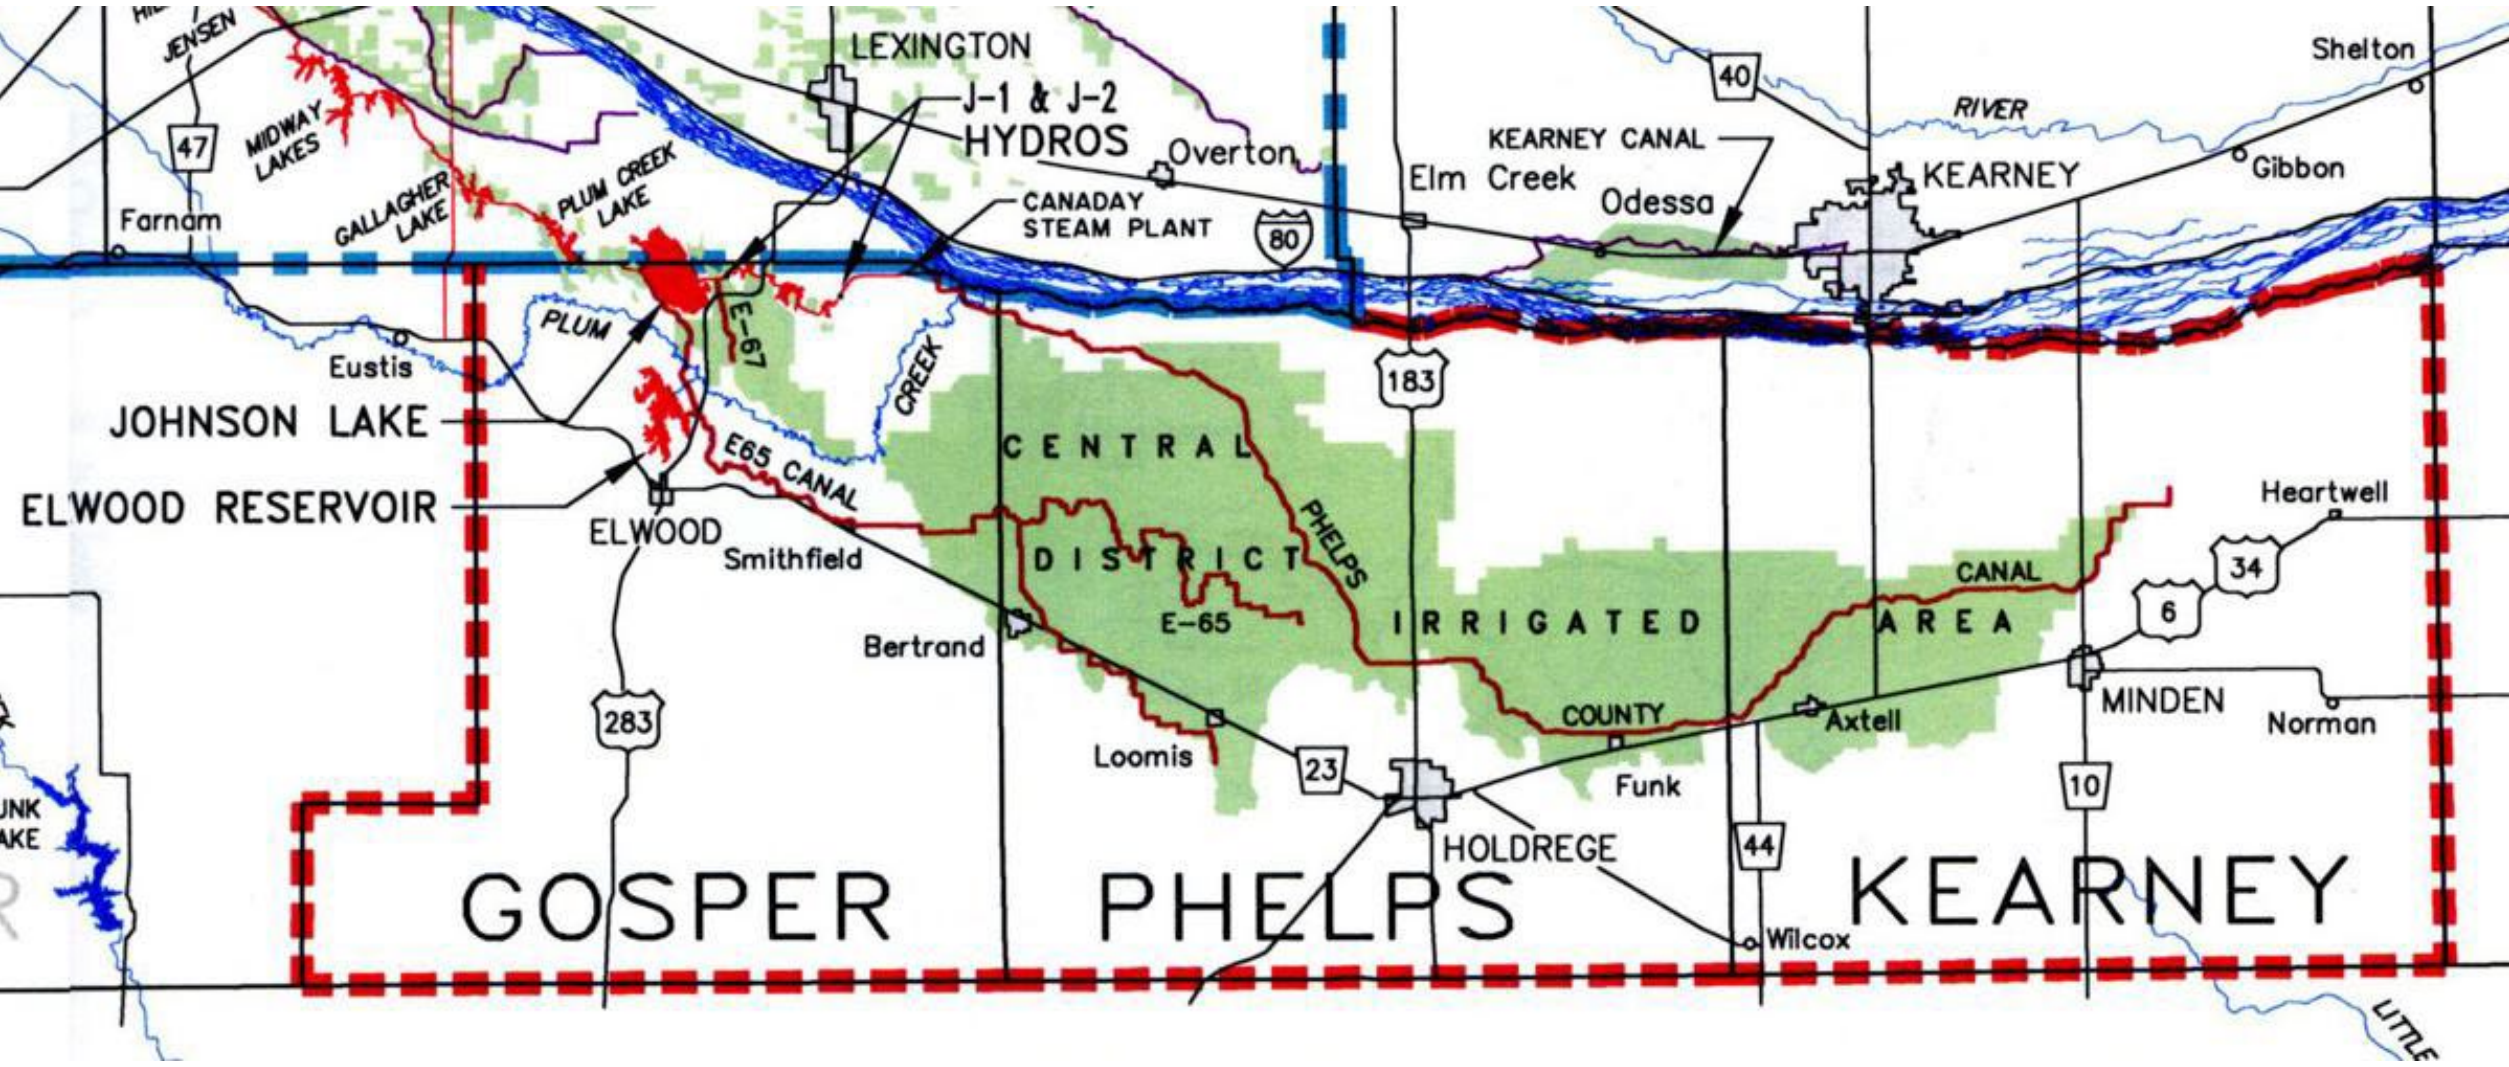 JENSEN
LEXINGTON
J-1 & J-2
HYDROS
40
Shelton
RIVER
47
MIDWAY
LAKES
KEARNEY CANAL
Overton
Elm Creek
Odessa
KEARNEY
Gibbon
GALLAGHER
LAKE
PLUM CREEK
LAKE
CANADAY
STEAM PLANT
80
Farnam
PLUM
E-67
Eustis
CREEK
183
JOHNSON LAKE
CENTRAL
E65 CANAL
ELWOOD RESERVOIR
ELWOOD
Smithfield
DISTRICT
PHELPS
Heartwell
34
CANAL
6
Bertrand
E-65
IRRIGATED
AREA
283
MINDEN
COUNTY
Axtell
Norman
Loomis
23
Funk
10
HOLDREGE
44
GOSPER
PHELPS
KEARNEY
Wilcox
LITTLE